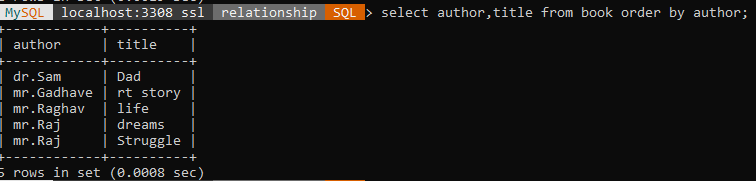 MySQL localhost:3308 ssl relationship SQL > select author,title from book order by author;
+------------+----------+
| author     | title    |
+------------+----------+
| dr.Sam     | Dad      |
| mr.Gadhave | rt story |
| mr.Raghav  | life     |
| mr.Raj     | dreams   |
| mr.Raj     | Struggle |
+------------+----------+
5 rows in set (0.0008 sec)